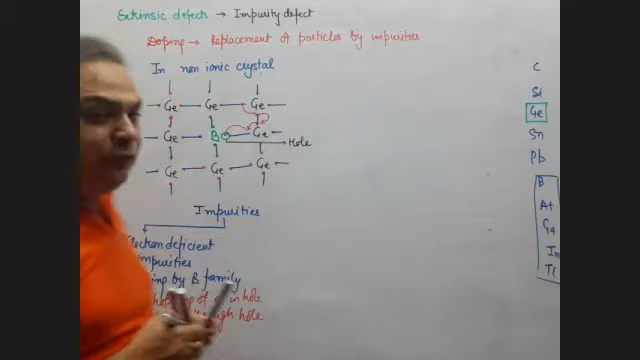 Extrinsic defects → Impurity defect
Doping → Replacement of particles by impurities.
In non ionic crystal
Ge Ge Ge
Ge B Ge
Hole
Ge Ge Ge
Impurities
Electron deficient
impurities
by B family
of in hole
hole
C
Si
Ge
Sn
Pb
B
Al
Ga
In
Tl